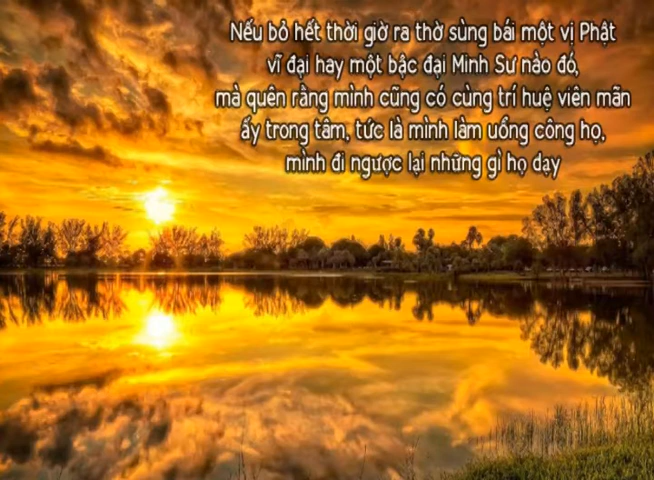 Nếu bỏ hết thời giờ ra thờ sùng bái một vị Phật
vĩ đại hay một bậc đại Minh Sư nào đó,
mà quên rằng mình cũng có cùng trí huệ viên mãn
ấy trong tâm, tức là mình làm uổng công họ,
mình đi ngược lại những gì họ dạy